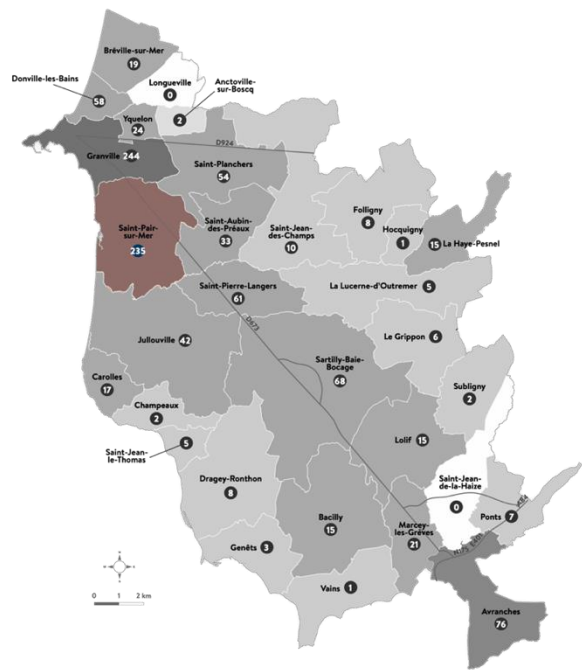 Bréville-sur-Mer
19
Longueville
0
Donville-les-Bains
58
Anctoville-
sur-Boscq
2
Yquelon
24
D924
Granville 244
Saint-Planchers
54
Saint-Pair-
sur-Mer
235
Saint-Aubin-
des-Préaux
33
Saint-Jean-
des-Champs
10
Folligny
8
Hocquigny
1
15 La Haye-Pesnel
Saint-Pierre-Langers
61
La Lucerne-d'Outremer
5
D973
Le Grippon
6
Jullouville 42
Sartilly-Baie-
Bocage
68
Carolles
17
Champeaux
2
Subligny
2
Saint-Jean-
le-Thomas
5
Lolif 15
Dragey-Ronthon
8
Saint-Jean-
de-la-Haize
0
Ponts 7
A84
Bacilly
15
Marcey-
les-Grèves
21
Genêts 3
N175
Vains 1
Avranches
76
0 1 2 km